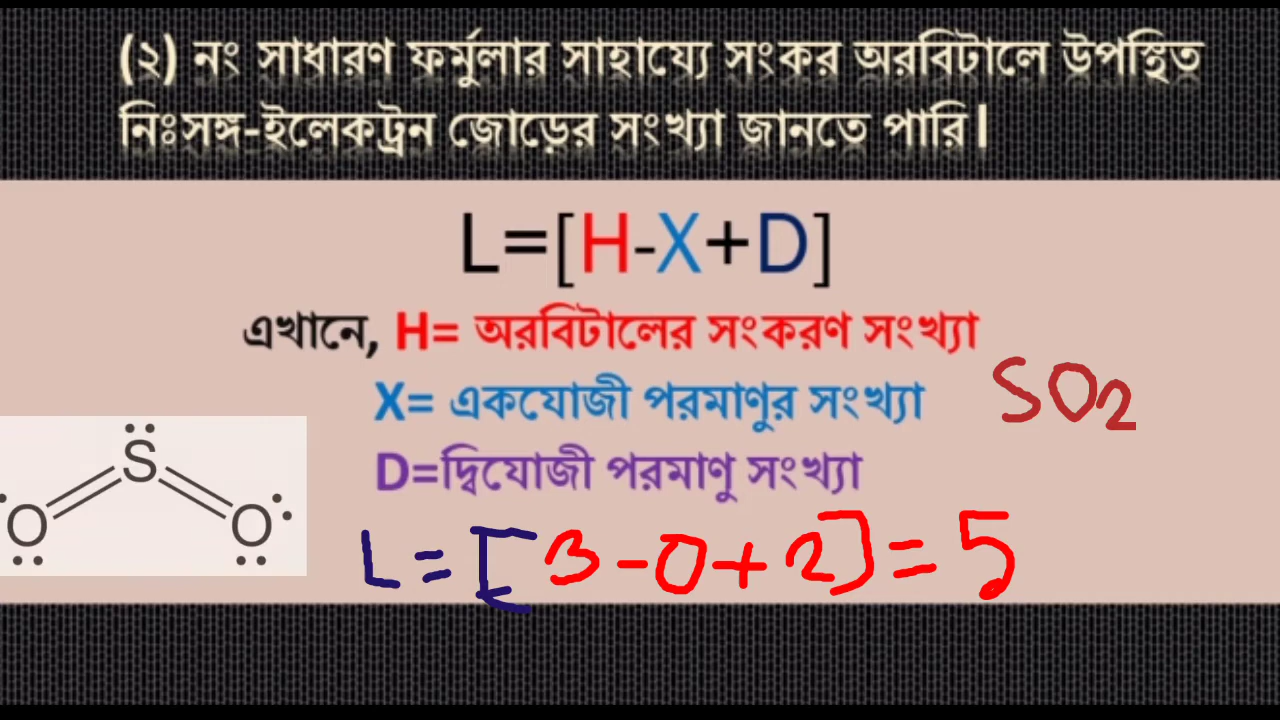 (২) নং সাধারণ ফর্মুলার সাহায্যে সংকর অরবিটালে উপস্থিত
নিঃসঙ্গ-ইলেকট্রন জোড়ের সংখ্যা জানতে পারি।
L=[H-X+D]
এখানে, H= অরবিটালের সংকরণ সংখ্যা
X= একযোজী পরমাণুর সংখ্যা
SO2
D=দ্বিযোজী পরমাণু সংখ্যা
S
O O
L=[3-0+2]=5